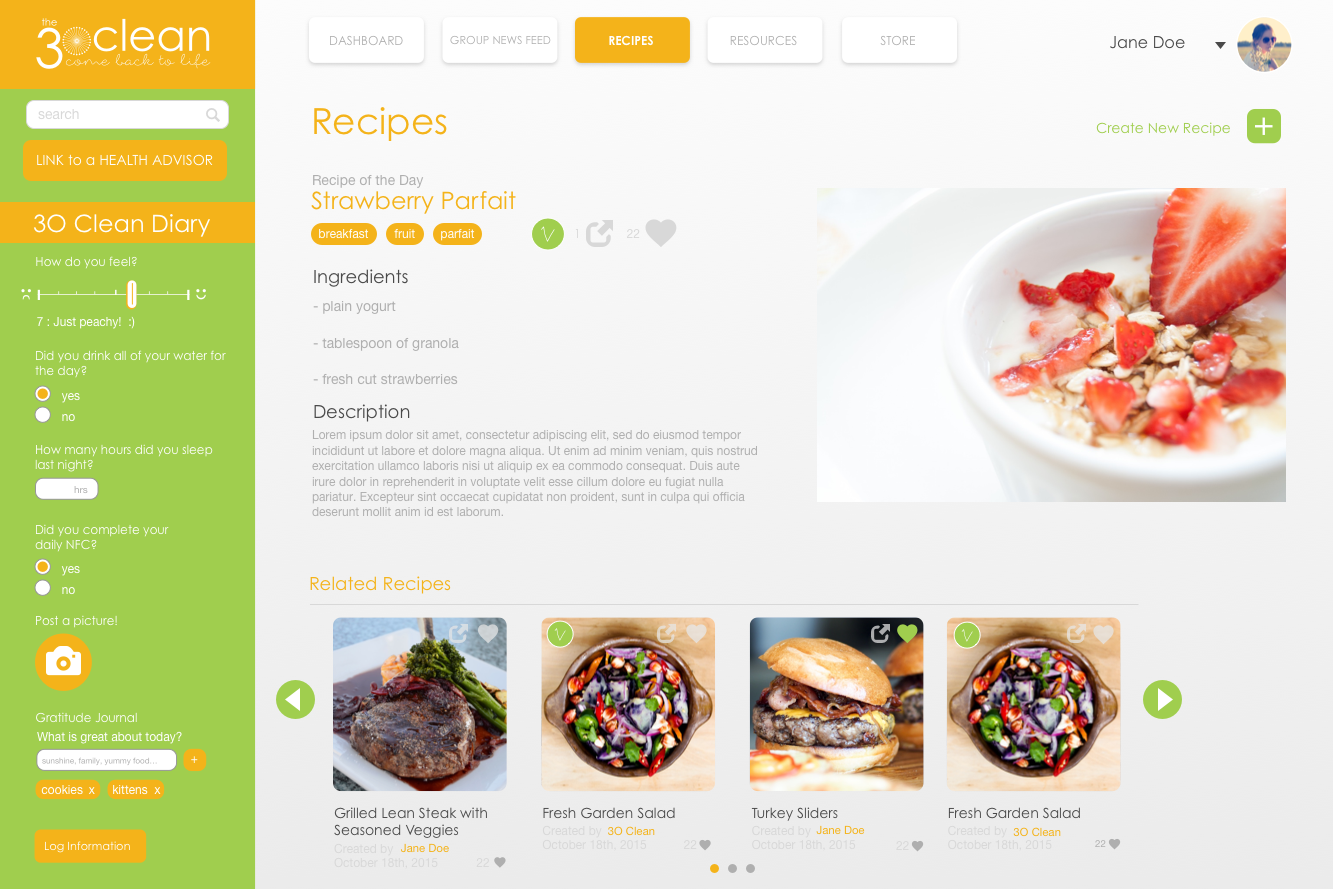 the
30clean
come back to life
search
LINK to a HEALTH ADVISOR
3O Clean Diary
How do you feel?
7 : Just peachy! :)
Did you drink all of your water for
the day?
yes
no
How many hours did you sleep
last night?
hrs
Did you complete your
daily NFC?
yes
no
Post a picture!
Gratitude Journal
What is great about today?
sunshine, family, yummy food...
+
cookies x
kittens x
Log Information
DASHBOARD
GROUP NEWS FEED
RECIPES
RESOURCES
STORE
Jane Doe
Recipes
Create New Recipe
Recipe of the Day
Strawberry Parfait
breakfast
fruit
parfait
V
1
22
Ingredients
- plain yogurt
- tablespoon of granola
- fresh cut strawberries
Description
Lorem ipsum dolor sit amet, consectetur adipiscing elit, sed do eiusmod tempor
incididunt ut labore et dolore magna aliqua. Ut enim ad minim veniam, quis nostrud
exercitation ullamco laboris nisi ut aliquip ex ea commodo consequat. Duis aute
irure dolor in reprehenderit in voluptate velit esse cillum dolore eu fugiat nulla
pariatur. Excepteur sint occaecat cupidatat non proident, sunt in culpa qui officia
deserunt mollit anim id est laborum.
Related Recipes
Grilled Lean Steak with
Seasoned Veggies
Created by Jane Doe
October 18th, 2015
22
V
Fresh Garden Salad
Created by 3O Clean
October 18th, 2015
22
Turkey Sliders
Created by Jane Doe
October 18th, 2015
22
V
Fresh Garden Salad
Created by 3O Clean
October 18th, 2015
22